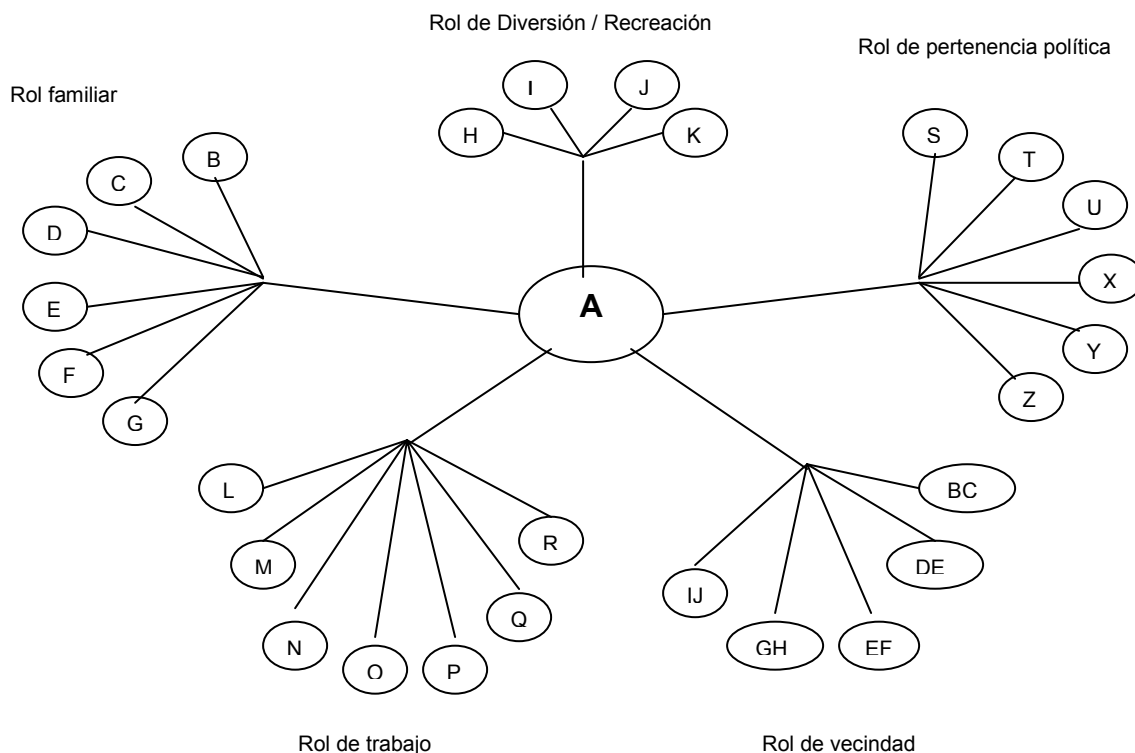 Rol de Diversión / Recreación
Rol de pertenencia política
Rol familiar
I
J
H
K
S
T
B
C
D
U
X
E
A
Y
F
Z
G
L
BC
R
M
DE
IJ
Q
N
GH
EF
O
P
Rol de trabajo
Rol de vecindad